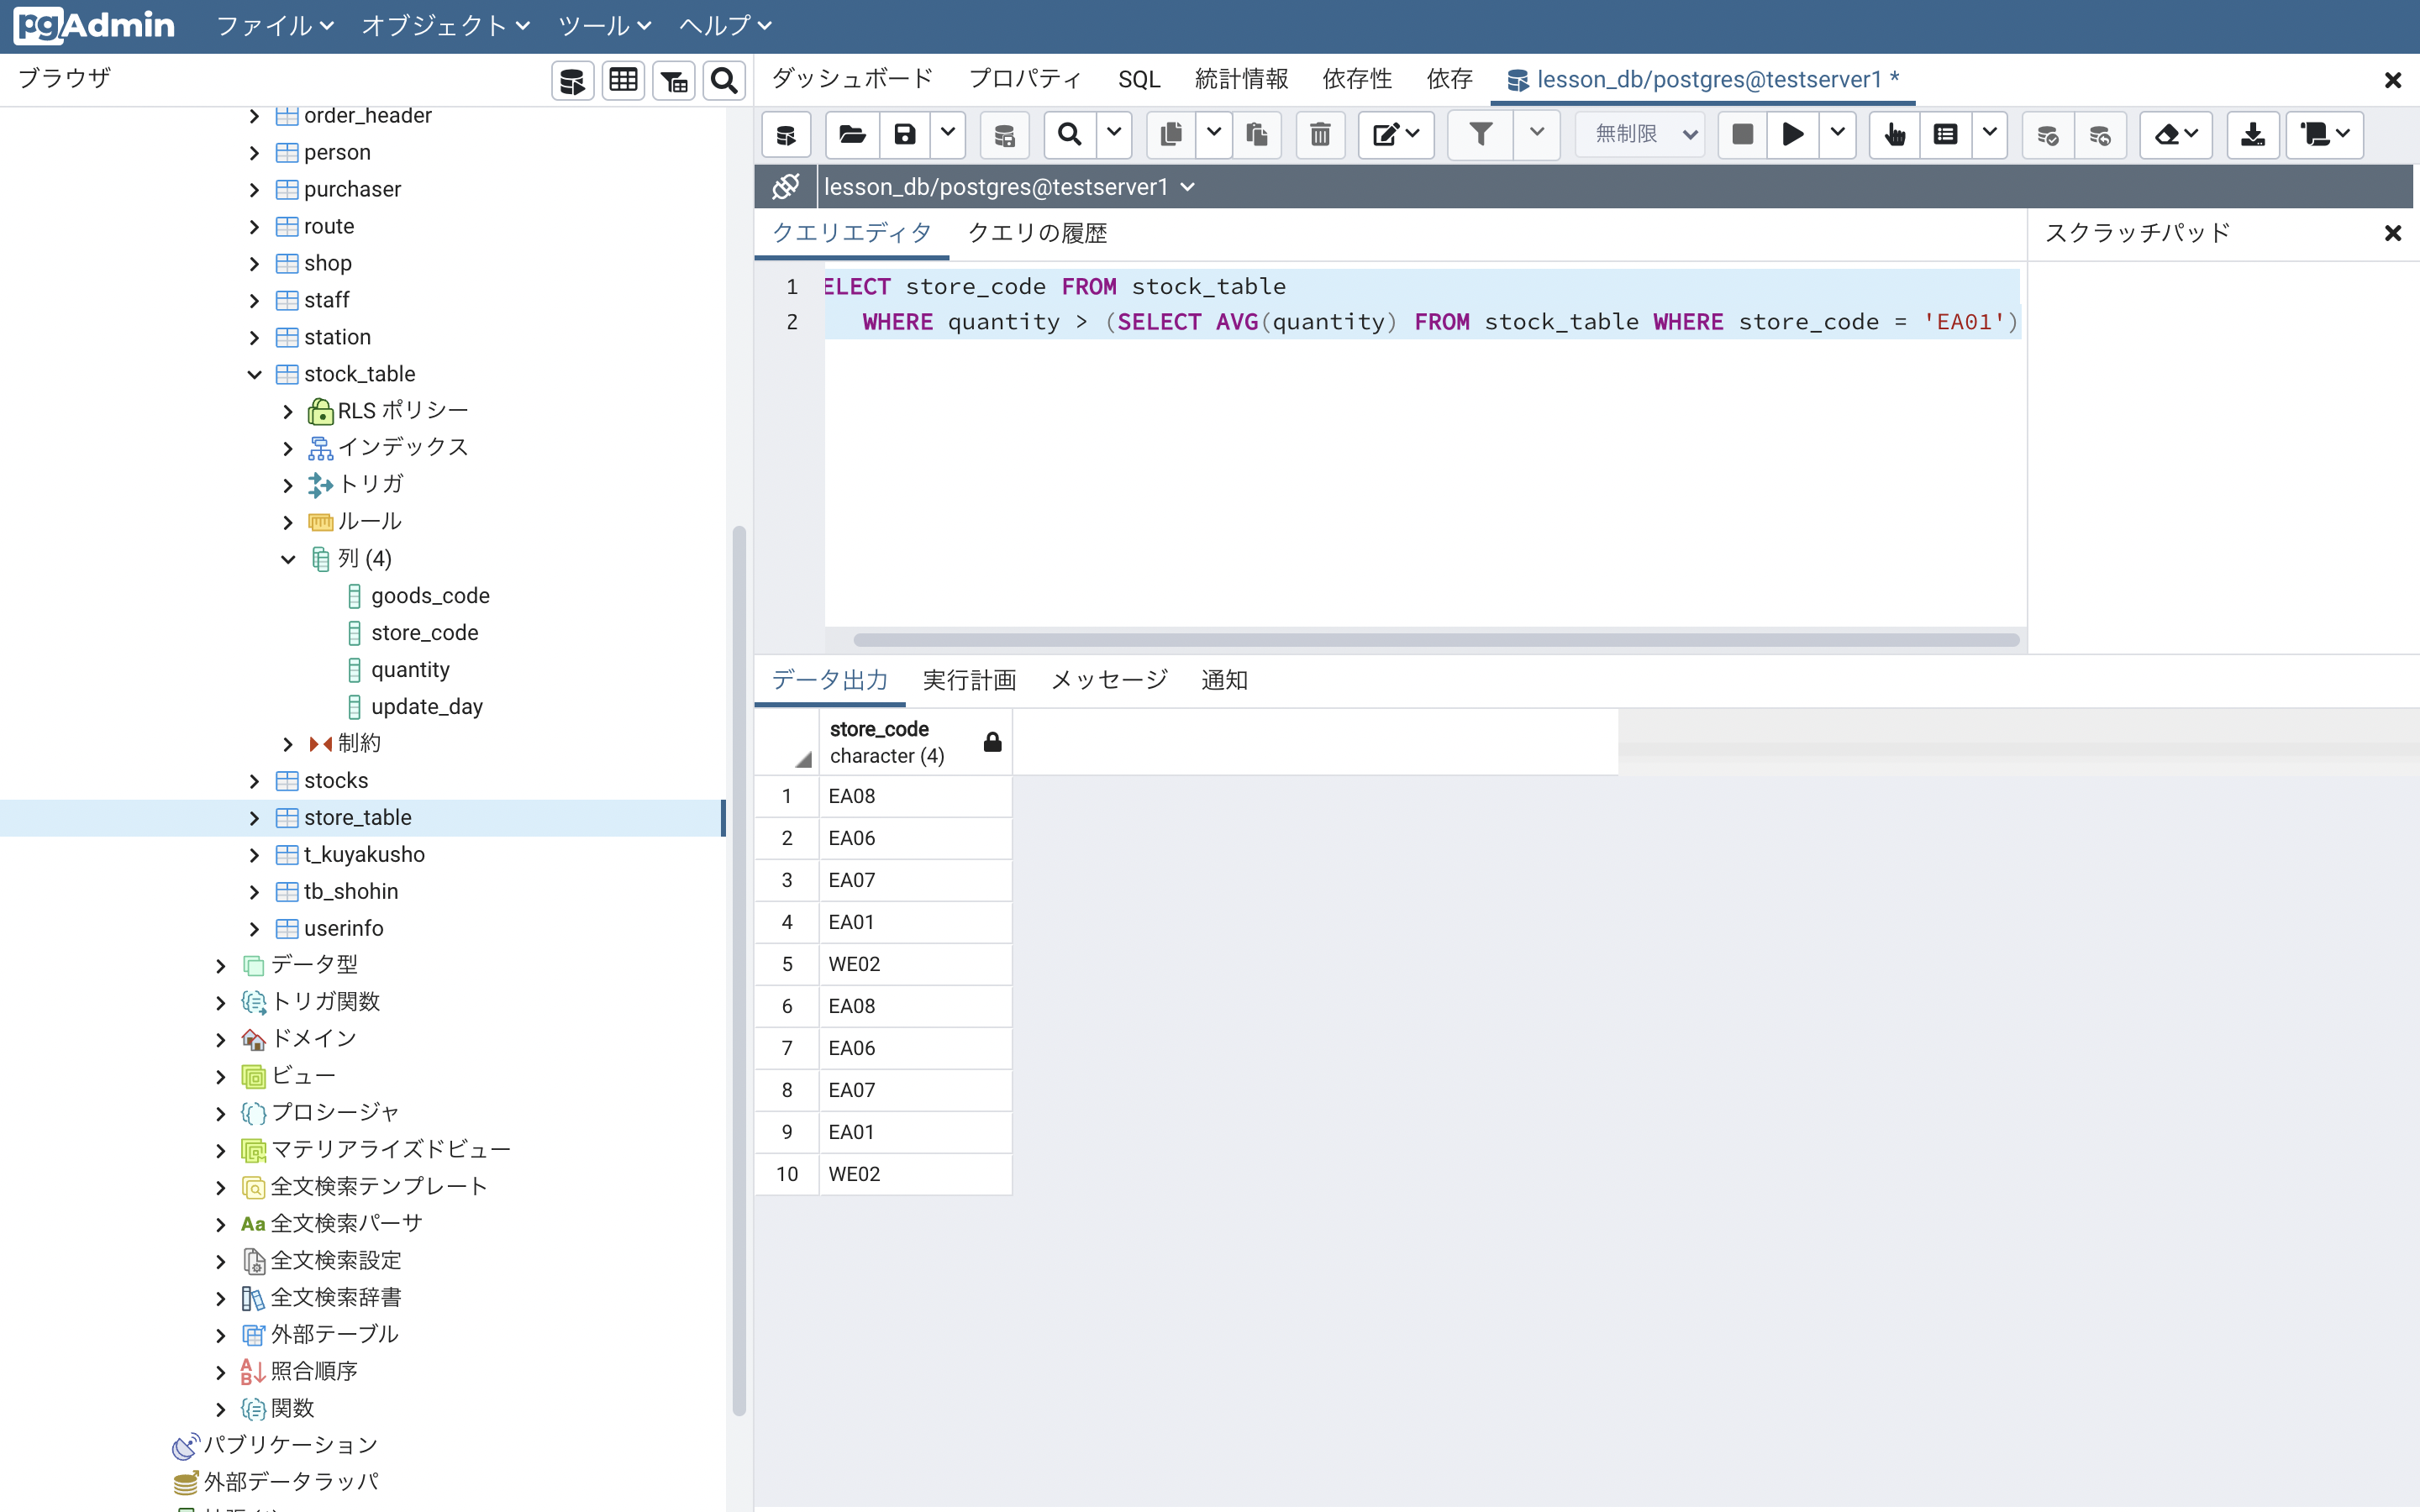 pgAdmin ファイル オブジェクト ツール ヘルプ
ブラウザ
order_header
person
purchaser
route
shop
staff
station
stock_table
RLS ポリシー
インデックス
トリガ
ルール
列 (4)
goods_code
store_code
quantity
update_day
制約
stocks
store_table
t_kuyakusho
tb_shohin
userinfo
データ型
トリガ関数
ドメイン
ビュー
プロシージャ
マテリアライズドビュー
全文検索テンプレート
Aa 全文検索パーサ
全文検索設定
全文検索辞書
外部テーブル
照合順序
関数
パブリケーション
外部データラッパ
ダッシュボード プロパティ SQL 統計情報 依存性 依存 lesson_db/postgres@testserver1 *
無制限
lesson_db/postgres@testserver1
クエリエディタ クエリの履歴
スクラッチパッド
1 ELECT store_code FROM stock_table
2 WHERE quantity > (SELECT AVG(quantity) FROM stock_table WHERE store_code = 'EA01')
データ出力 実行計画 メッセージ 通知
store_code
character (4)
1 EA08
2 EA06
3 EA07
4 EA01
5 WE02
6 EA08
7 EA06
8 EA07
9 EA01
10 WE02